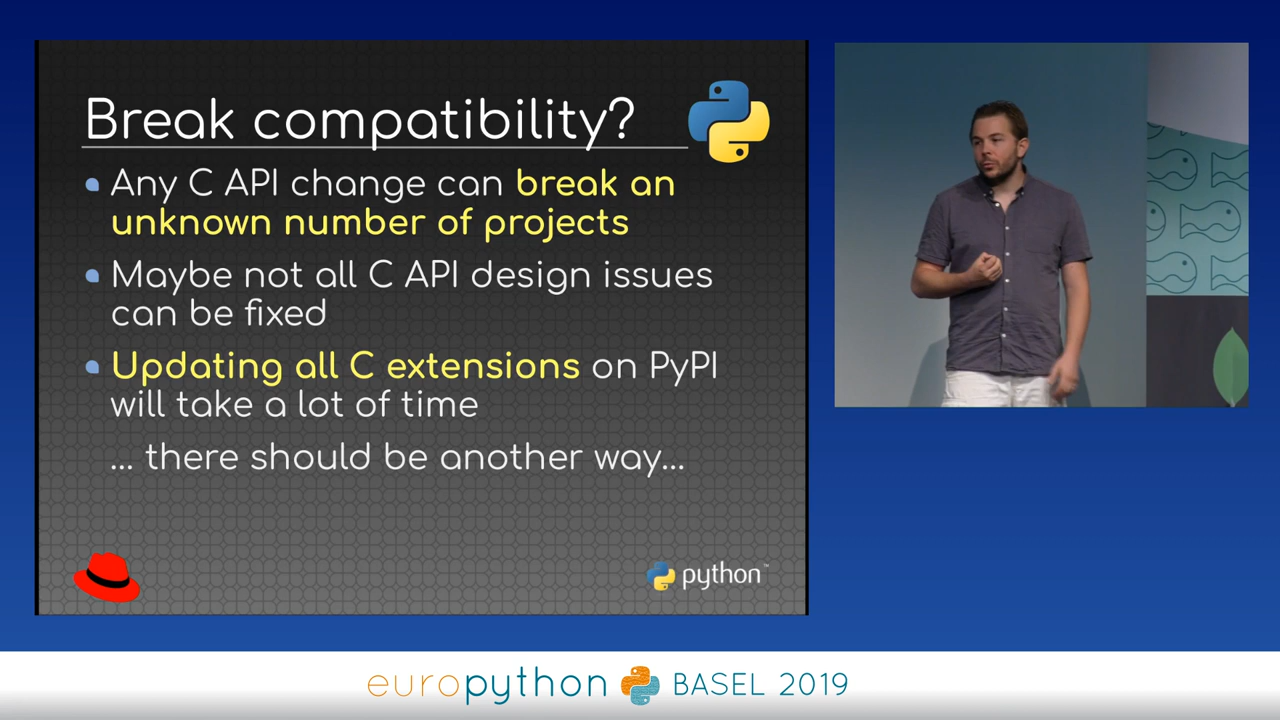 Break compatibility?
Any C API change can break an
unknown number of projects
Maybe not all C API design issues
can be fixed
Updating all C extensions on PyPI
will take a lot of time
... there should be another way...
python™
europython BASEL 2019